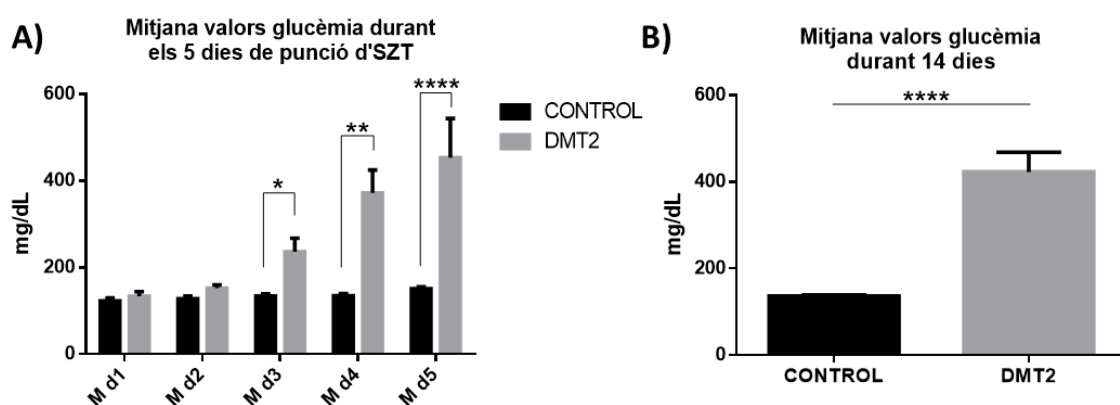 A)
Mitjana valors glucèmia durant
els 5 dies de punció d'SZT
mg/dL
600
400
200
0
*
**
****
M d1
M d2
M d3
M d4
M d5
CONTROL
DMT2
B)
Mitjana valors glucèmia
durant 14 dies
mg/dL
600
400
200
0
****
CONTROL
DMT2